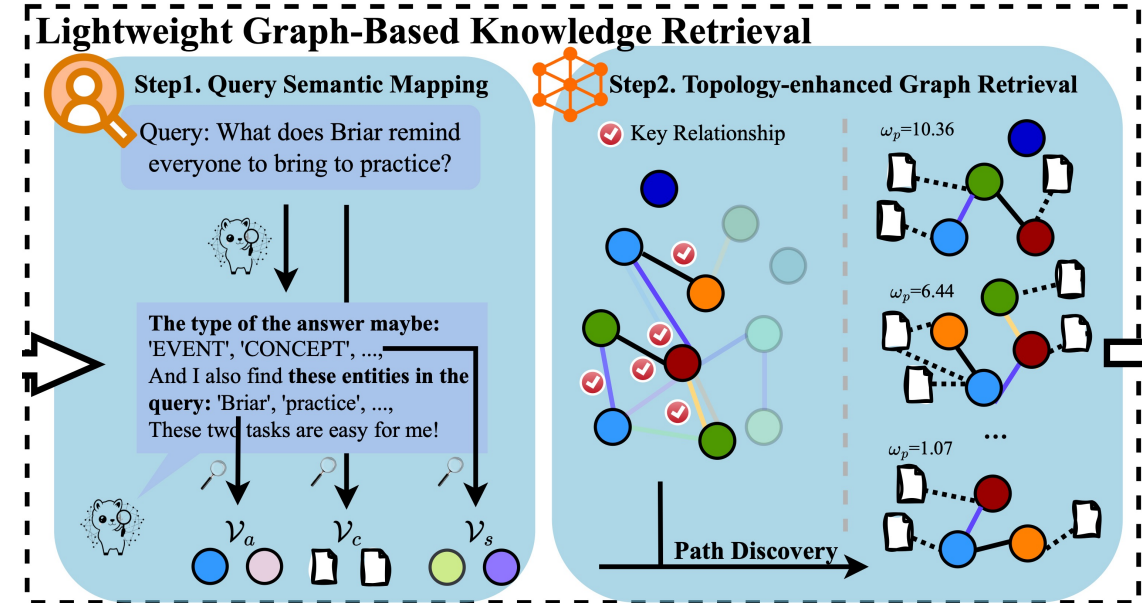 Lightweight Graph-Based Knowledge Retrieval
Step1. Query Semantic Mapping
Query: What does Briar remind
everyone to bring to practice?
The type of the answer maybe:
'EVENT', 'CONCEPT', ...,
And I also find these entities in the
query: 'Briar', 'practice', ...,
These two tasks are easy for me!
𝒱a
𝒱c
𝒱s
Step2. Topology-enhanced Graph Retrieval
Key Relationship
Path Discovery
ωp=10.36
ωp=6.44
...
ωp=1.07